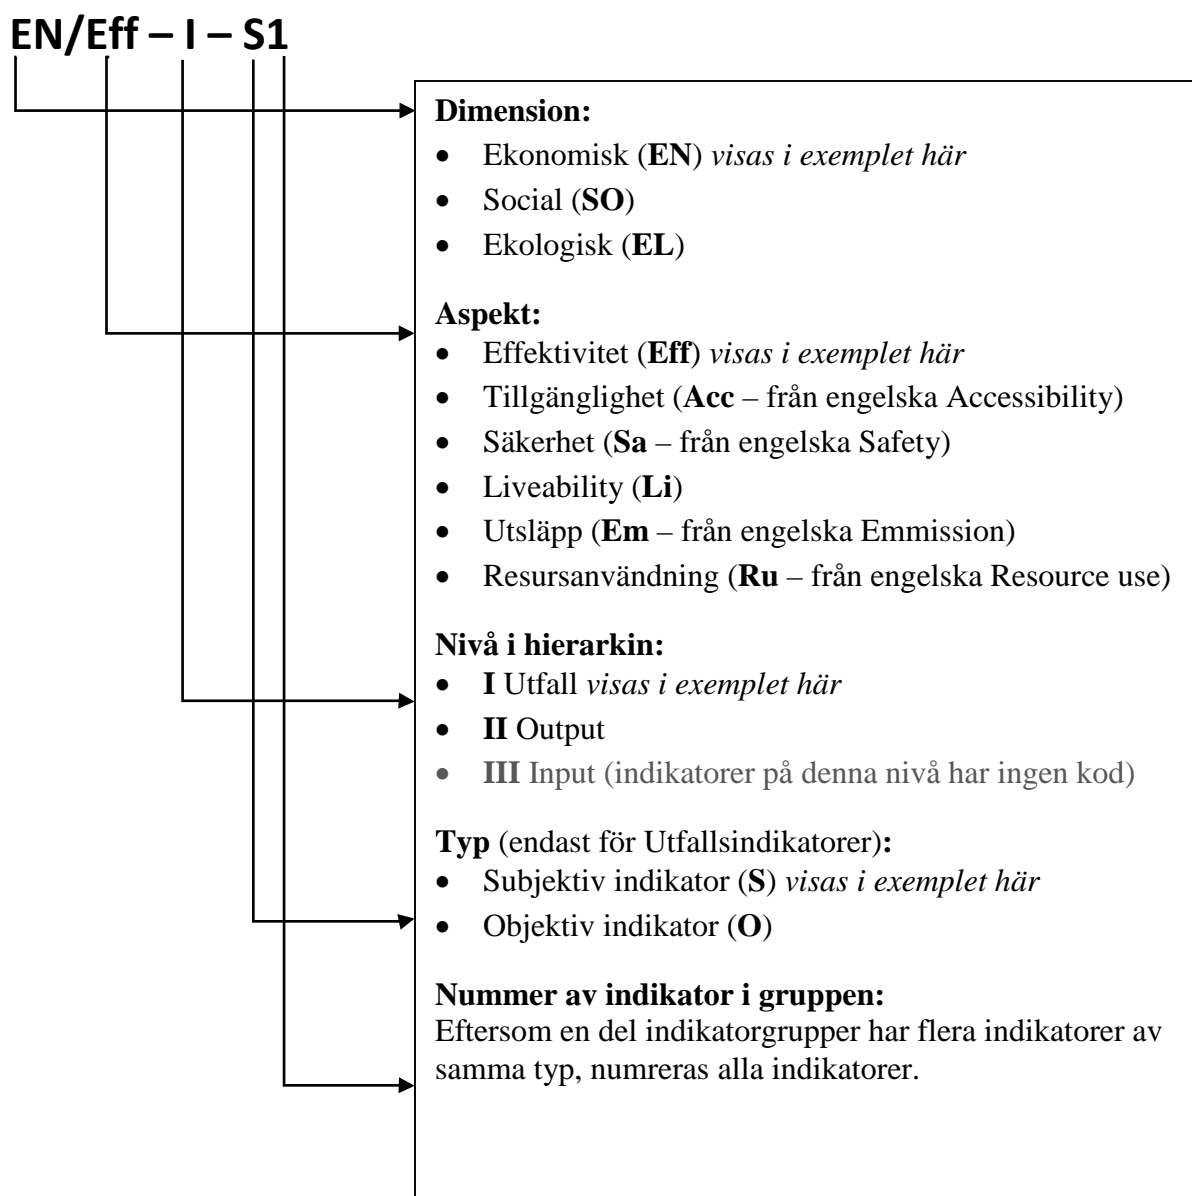 EN/Eff – I – S1
Dimension:
• Ekonomisk (EN) visas i exemplet här
• Social (SO)
• Ekologisk (EL)
Aspekt:
• Effektivitet (Eff) visas i exemplet här
• Tillgänglighet (Acc – från engelska Accessibility)
• Säkerhet (Sa – från engelska Safety)
• Liveability (Li)
• Utsläpp (Em – från engelska Emmission)
• Resursanvändning (Ru – från engelska Resource use)
Nivå i hierarkin:
• I Utfall visas i exemplet här
• II Output
• III Input (indikatorer på denna nivå har ingen kod)
Typ (endast för Utfallsindikatorer):
• Subjektiv indikator (S) visas i exemplet här
• Objektiv indikator (O)
Nummer av indikator i gruppen:
Eftersom en del indikatorgrupper har flera indikatorer av
samma typ, numreras alla indikatorer.